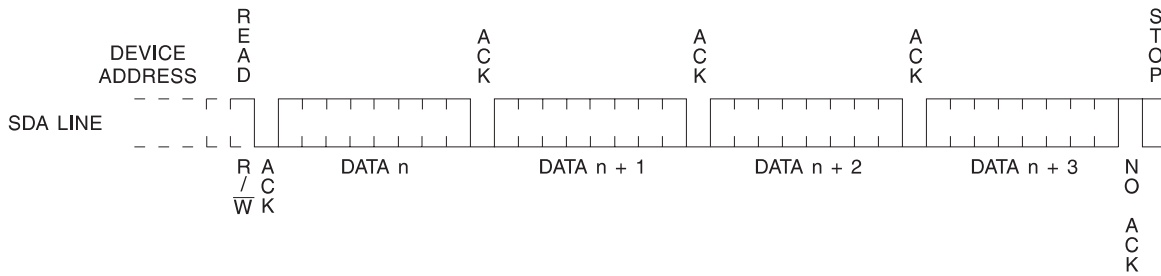 READ
ACK
ACK
ACK
STOP
DEVICE
ADDRESS
SDA LINE
R/W
ACK
DATA n
DATA n + 1
DATA n + 2
DATA n + 3
NO ACK